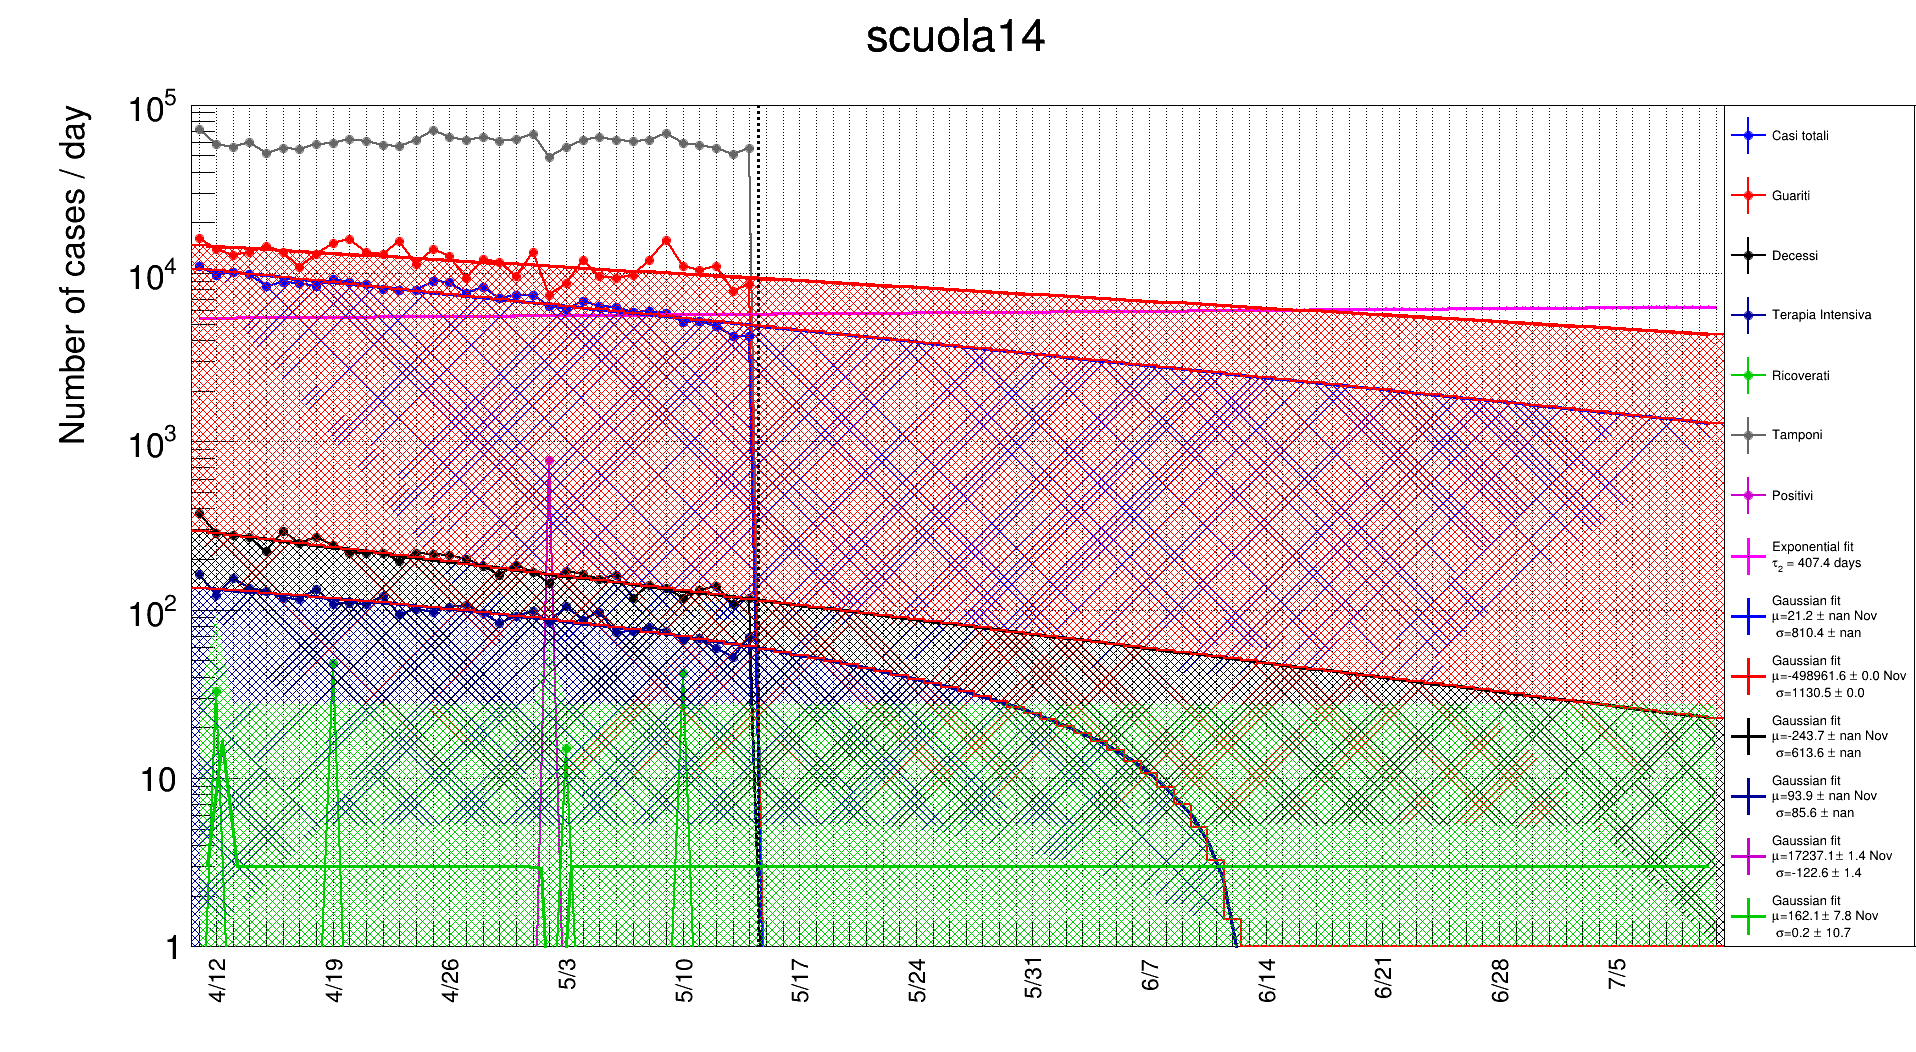 scuola14
Number of cases / day
10^5
10^4
10^3
10^2
10
1
4/12
4/19
4/26
5/3
5/10
5/17
5/24
5/31
6/7
6/14
6/21
6/28
7/5
Casi totali
Guariti
Decessi
Terapia Intensiva
Ricoverati
Tamponi
Positivi
Exponential fit
τ₂ = 407.4 days
Gaussian fit
μ=21.2 ± nan Nov
σ=810.4 ± nan
Gaussian fit
μ=-498961.6 ± 0.0 Nov
σ=1130.5 ± 0.0
Gaussian fit
μ=-243.7 ± nan Nov
σ=613.6 ± nan
Gaussian fit
μ=93.9 ± nan Nov
σ=85.6 ± nan
Gaussian fit
μ=17237.1 ± 1.4 Nov
σ=-122.6 ± 1.4
Gaussian fit
μ=162.1 ± 7.8 Nov
σ=0.2 ± 10.7